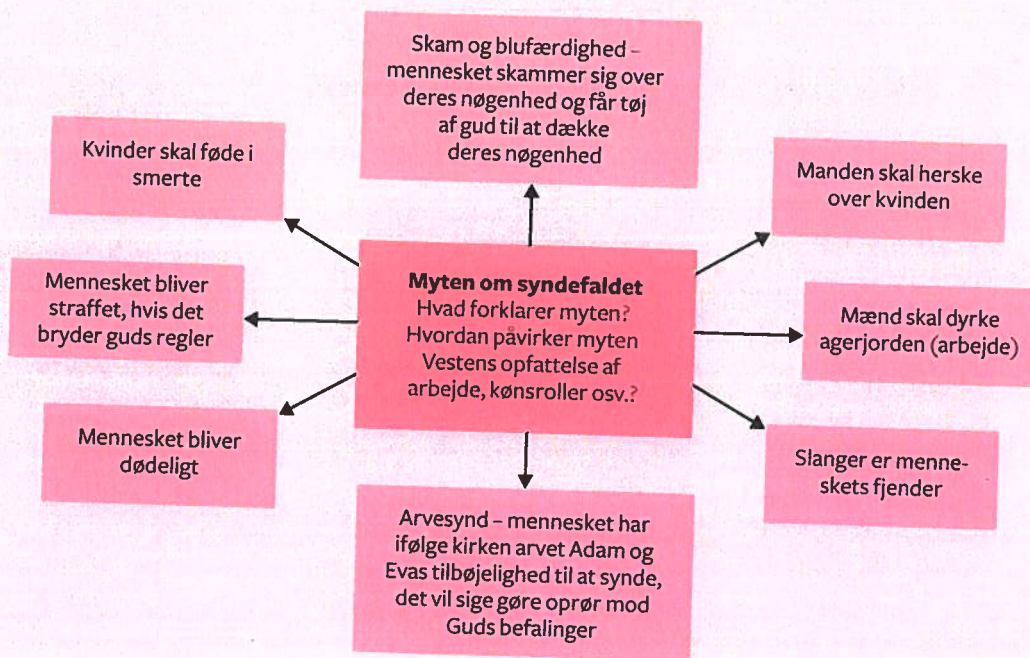 Skam og blufærdighed –
mennesket skammer sig over
deres nøgenhed og får tøj
af gud til at dække
deres nøgenhed
Kvinder skal føde i
smerte
Manden skal herske
over kvinden
Mennesket bliver
straffet, hvis det
bryder guds regler
Myten om syndefaldet
Hvad forklarer myten?
Hvordan påvirker myten
Vestens opfattelse af
arbejde, kønsroller osv.?
Mænd skal dyrke
agerjorden (arbejde)
Mennesket bliver
dødeligt
Slanger er menne-
skets fjender
Arvesynd – mennesket har
ifølge kirken arvet Adam og
Evas tilbøjelighed til at synde,
det vil sige gøre oprør mod
Guds befalinger